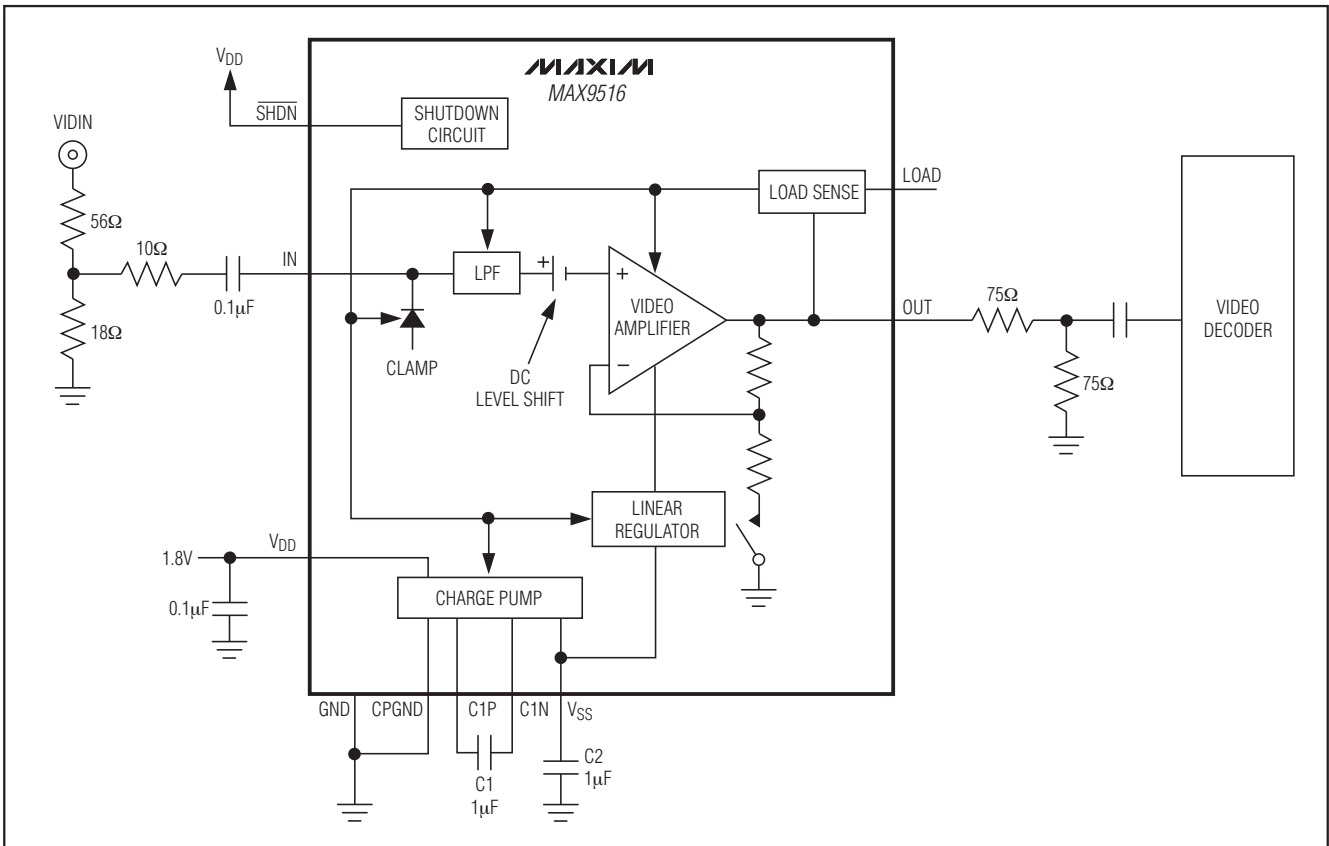 MAXIM
MAX9516
VDD
SHDN
SHUTDOWN
CIRCUIT
VIDIN
LOAD SENSE
LOAD
56Ω
10Ω
IN
0.1µF
18Ω
LPF
+
+
VIDEO
AMPLIFIER
−
CLAMP
DC
LEVEL SHIFT
OUT
75Ω
75Ω
VIDEO
DECODER
LINEAR
REGULATOR
1.8V
VDD
0.1µF
CHARGE PUMP
GND
CPGND
C1P
C1N
VSS
C1
1µF
C2
1µF